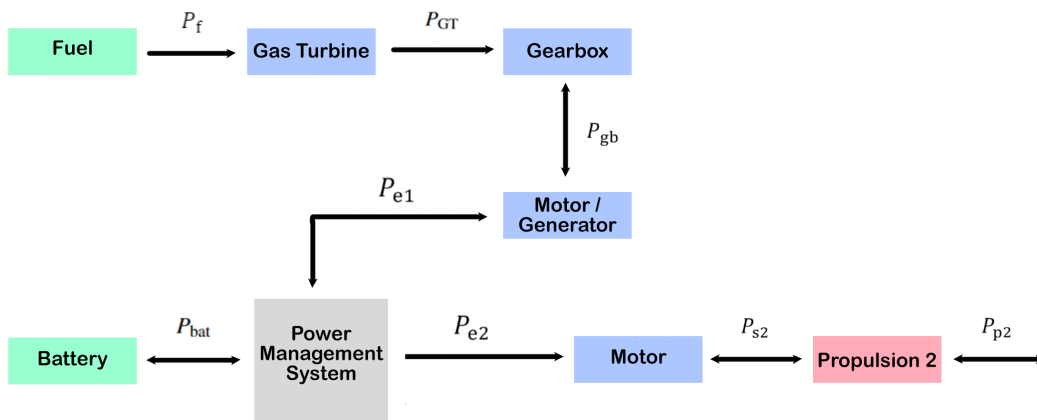 P_f
P_GT
Fuel
Gas Turbine
Gearbox
P_gb
P_e1
Motor /
Generator
P_bat
Power
Management
System
P_e2
P_s2
P_p2
Battery
Motor
Propulsion 2